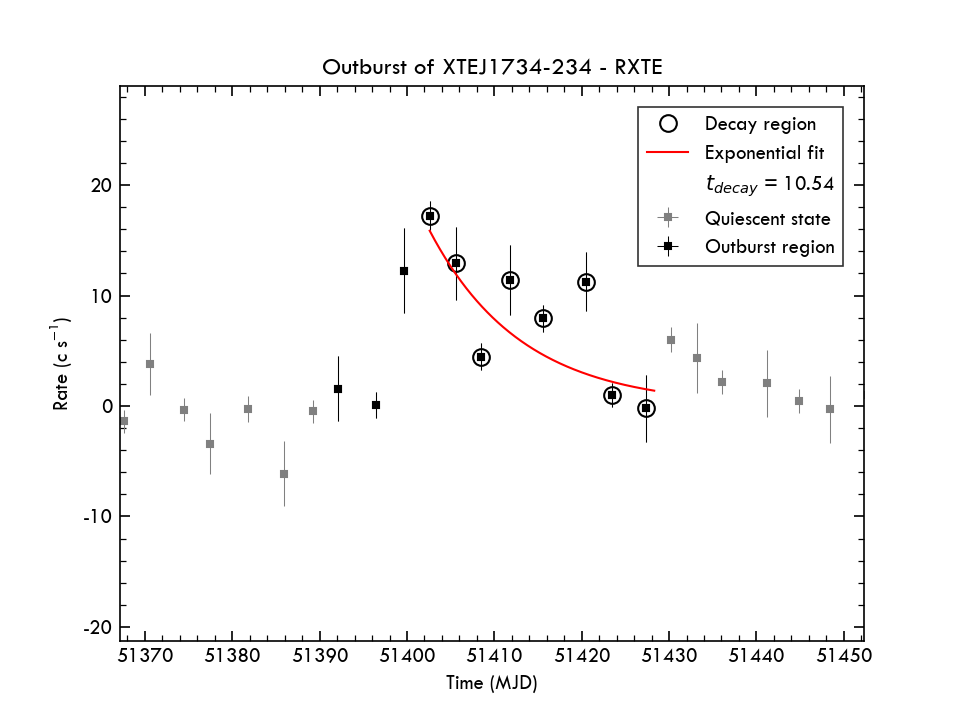 Outburst of XTEJ1734-234 - RXTE
Decay region
Exponential fit
t_decay = 10.54
Quiescent state
Outburst region
Rate (c s⁻¹)
20
10
0
-10
-20
51370 51380 51390 51400 51410 51420 51430 51440 51450
Time (MJD)